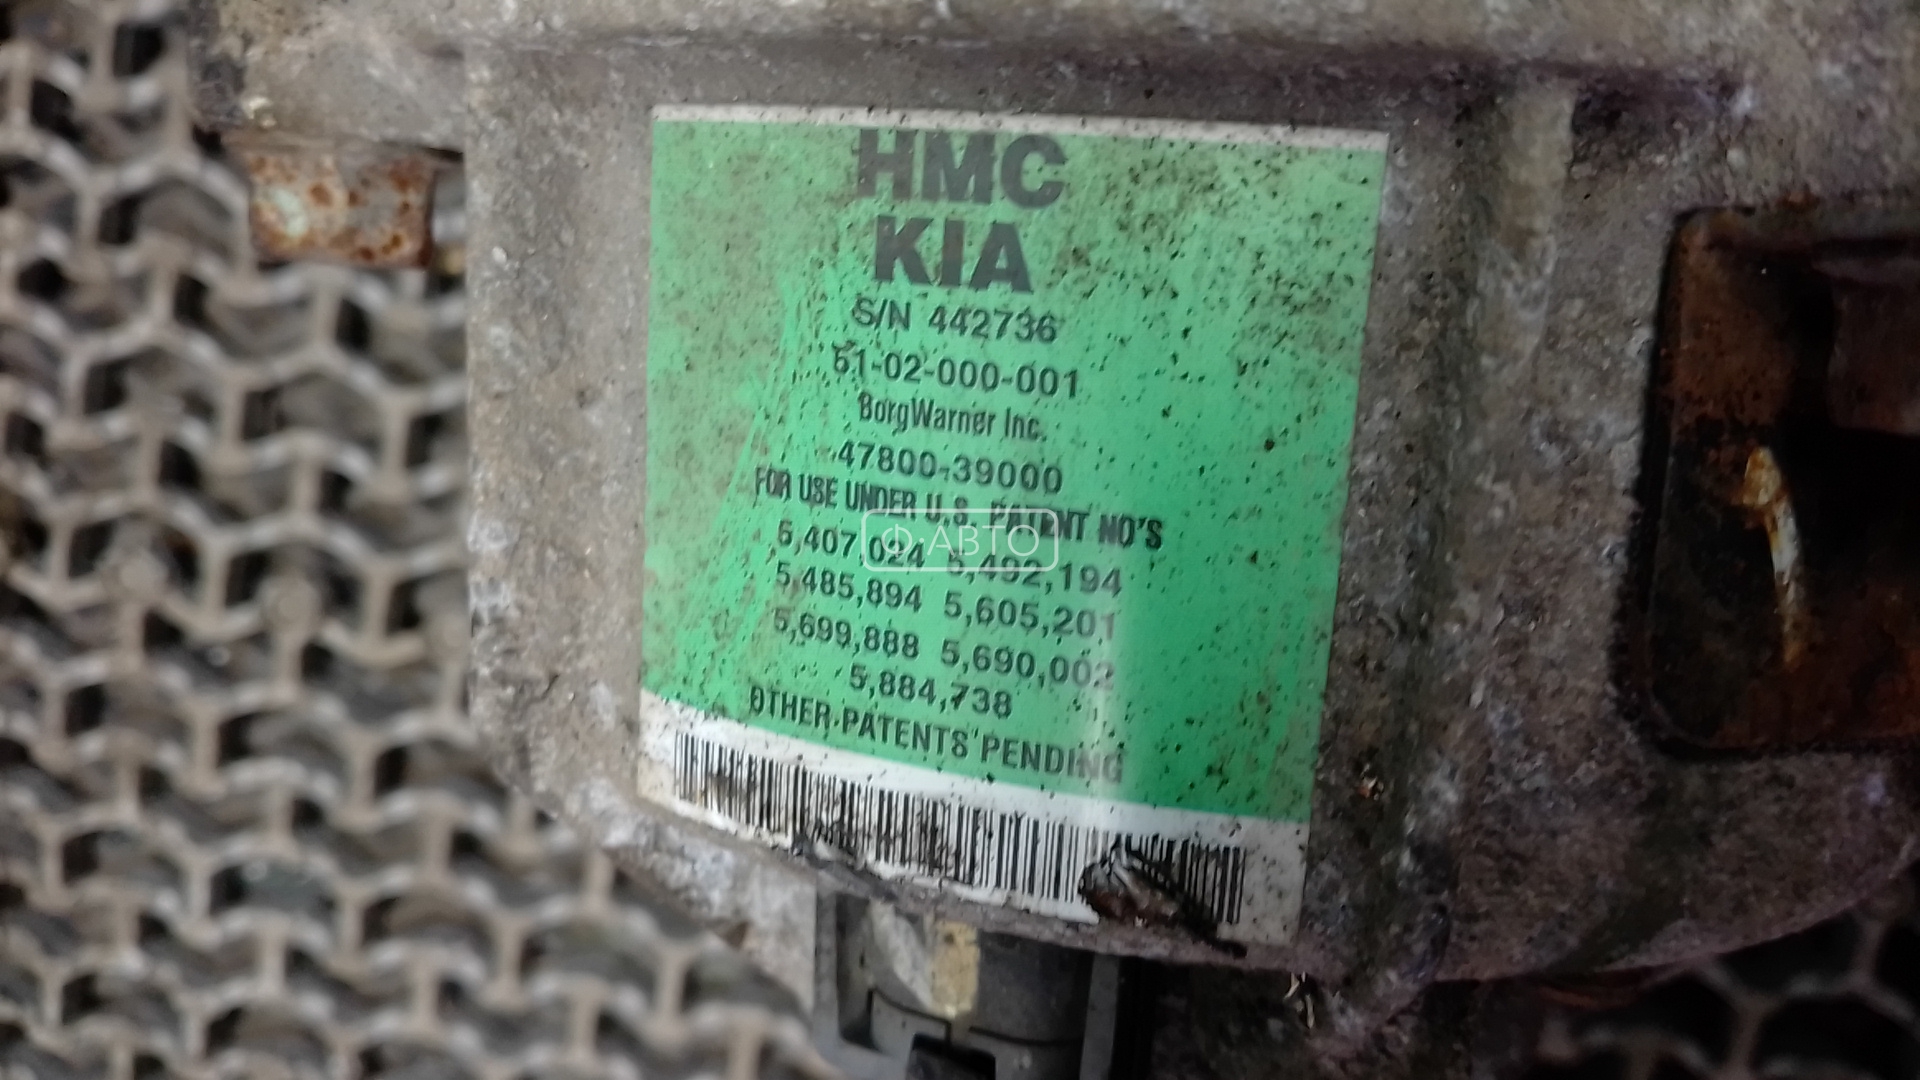 HMC
KIA
S/N 442736
61-02-000-001
BorgWarner Inc.
47800-39000
FOR USE UNDER U.S. PATENT NO'S
5,407,024 5,492,194
5,485,894 5,605,201
5,699,888 5,690,002
5,884,738
OTHER PATENTS PENDING
Ф·АВТО